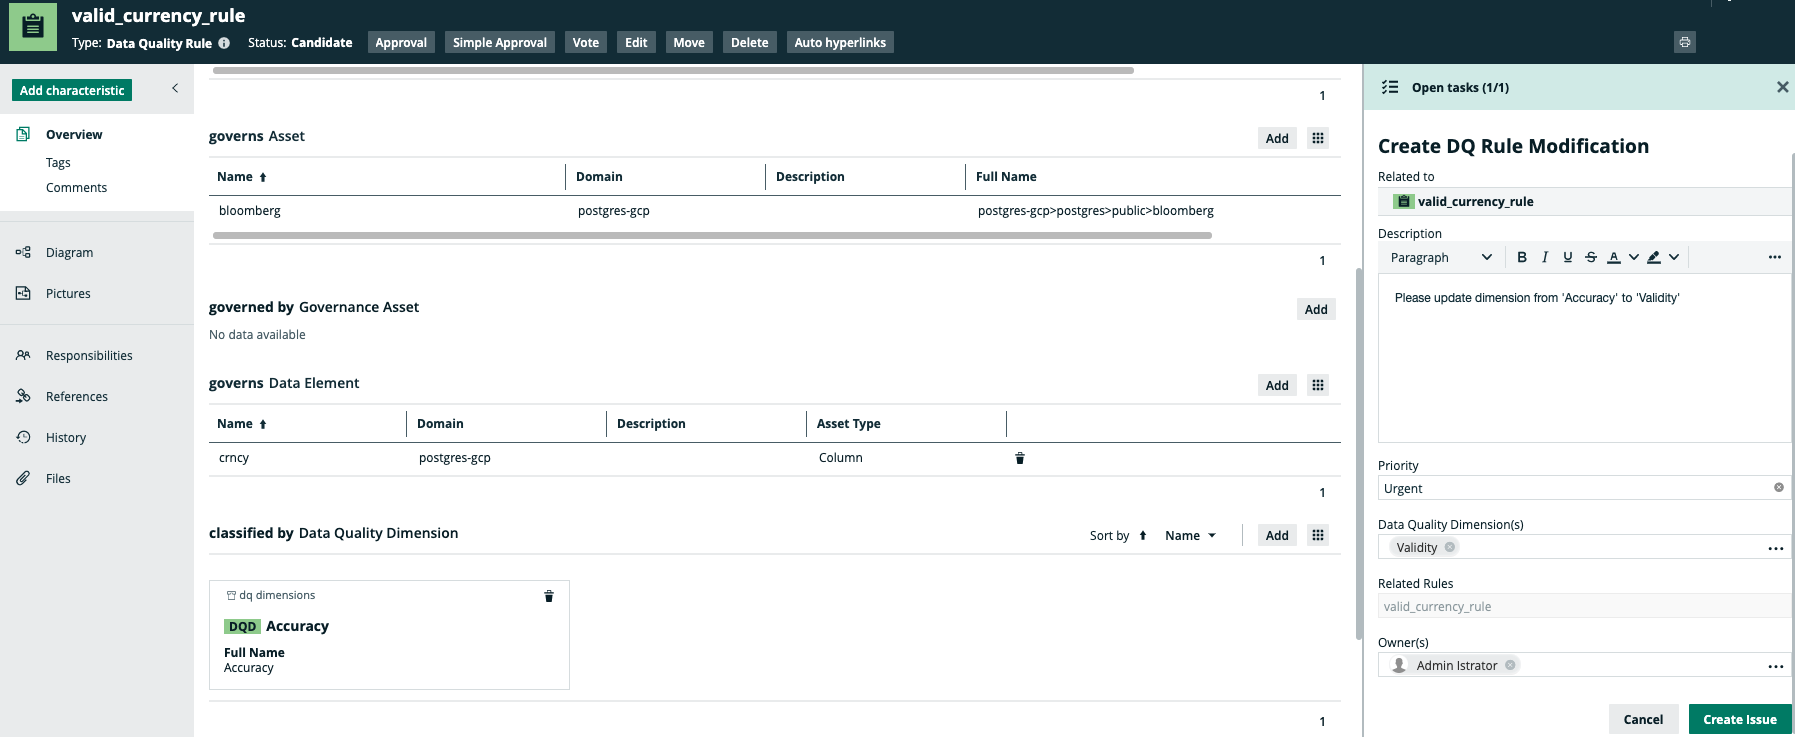 valid_currency_rule
Type: Data Quality Rule Status: Candidate Approval Simple Approval Vote Edit Move Delete Auto hyperlinks
Add characteristic
Overview
Tags
Comments
Diagram
Pictures
Responsibilities
References
History
Files
1
governs Asset
Add
Name Domain Description Full Name
bloomberg postgres-gcp postgres-gcp>postgres>public>bloomberg
1
governed by Governance Asset
Add
No data available
governs Data Element
Add
Name Domain Description Asset Type
crncy postgres-gcp Column
1
classified by Data Quality Dimension
Sort by Name Add
dq dimensions
DQD Accuracy
Full Name
Accuracy
1
Open tasks (1/1)
Create DQ Rule Modification
Related to
valid_currency_rule
Description
Paragraph B I U S A
Please update dimension from 'Accuracy' to 'Validity'
Priority
Urgent
Data Quality Dimension(s)
Validity
Related Rules
valid_currency_rule
Owner(s)
Admin Istrator
Cancel Create Issue